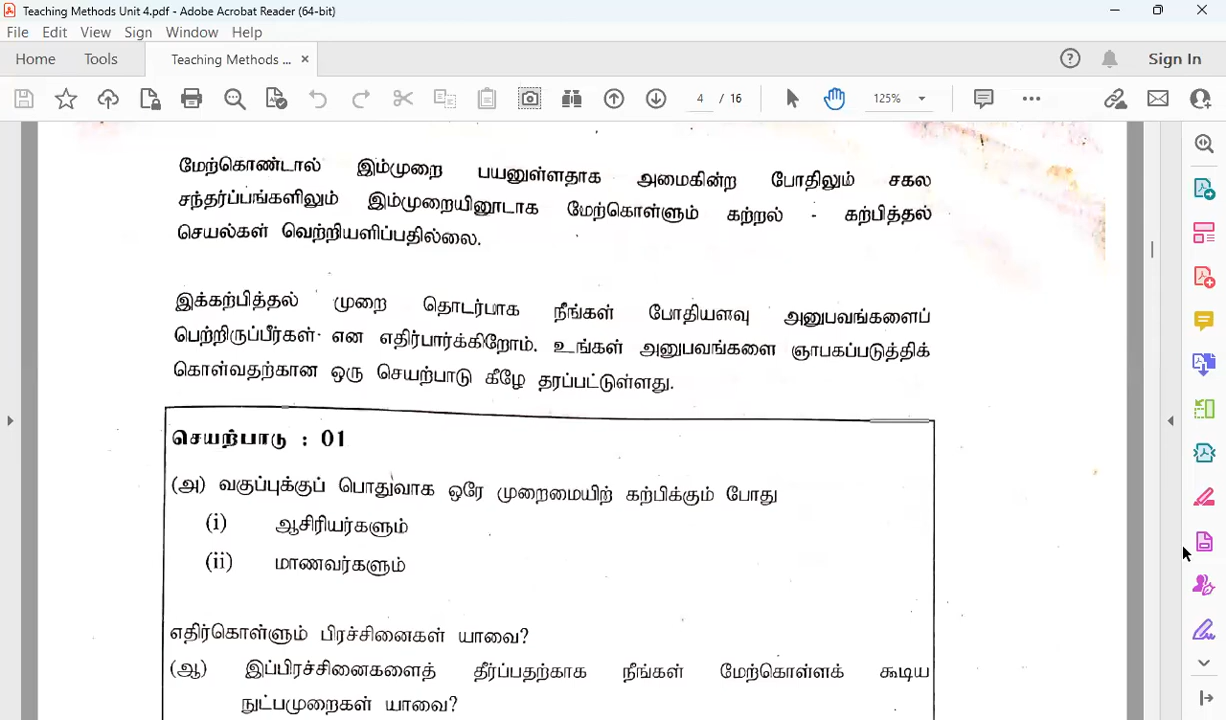 Teaching Methods Unit 4.pdf - Adobe Acrobat Reader (64-bit)
File Edit View Sign Window Help
Home Tools Teaching Methods ... × Sign In
4 / 16 125%
மேற்கொண்டால் இம்முறை பயனுள்ளதாக அமைகின்ற போதிலும் சகல
சந்தர்ப்பங்களிலும் இம்முறையினூடாக மேற்கொள்ளும் கற்றல் - கற்பித்தல்
செயல்கள் வெற்றியளிப்பதில்லை.
இக்கற்பித்தல் முறை தொடர்பாக நீங்கள் போதியளவு அனுபவங்களைப்
பெற்றிருப்பீர்கள் என எதிர்பார்க்கிறோம். உங்கள் அனுபவங்களை ஞாபகப்படுத்திக்
கொள்வதற்கான ஒரு செயற்பாடு கீழே தரப்பட்டுள்ளது.
செயற்பாடு : 01
(அ) வகுப்புக்குப் பொதுவாக ஒரே முறைமையிற் கற்பிக்கும் போது
(i) ஆசிரியர்களும்
(ii) மாணவர்களும்
எதிர்கொள்ளும் பிரச்சினைகள் யாவை?
(ஆ) இப்பிரச்சினைகளைத் தீர்ப்பதற்காக நீங்கள் மேற்கொள்ளக் கூடிய
நுட்பமுறைகள் யாவை?